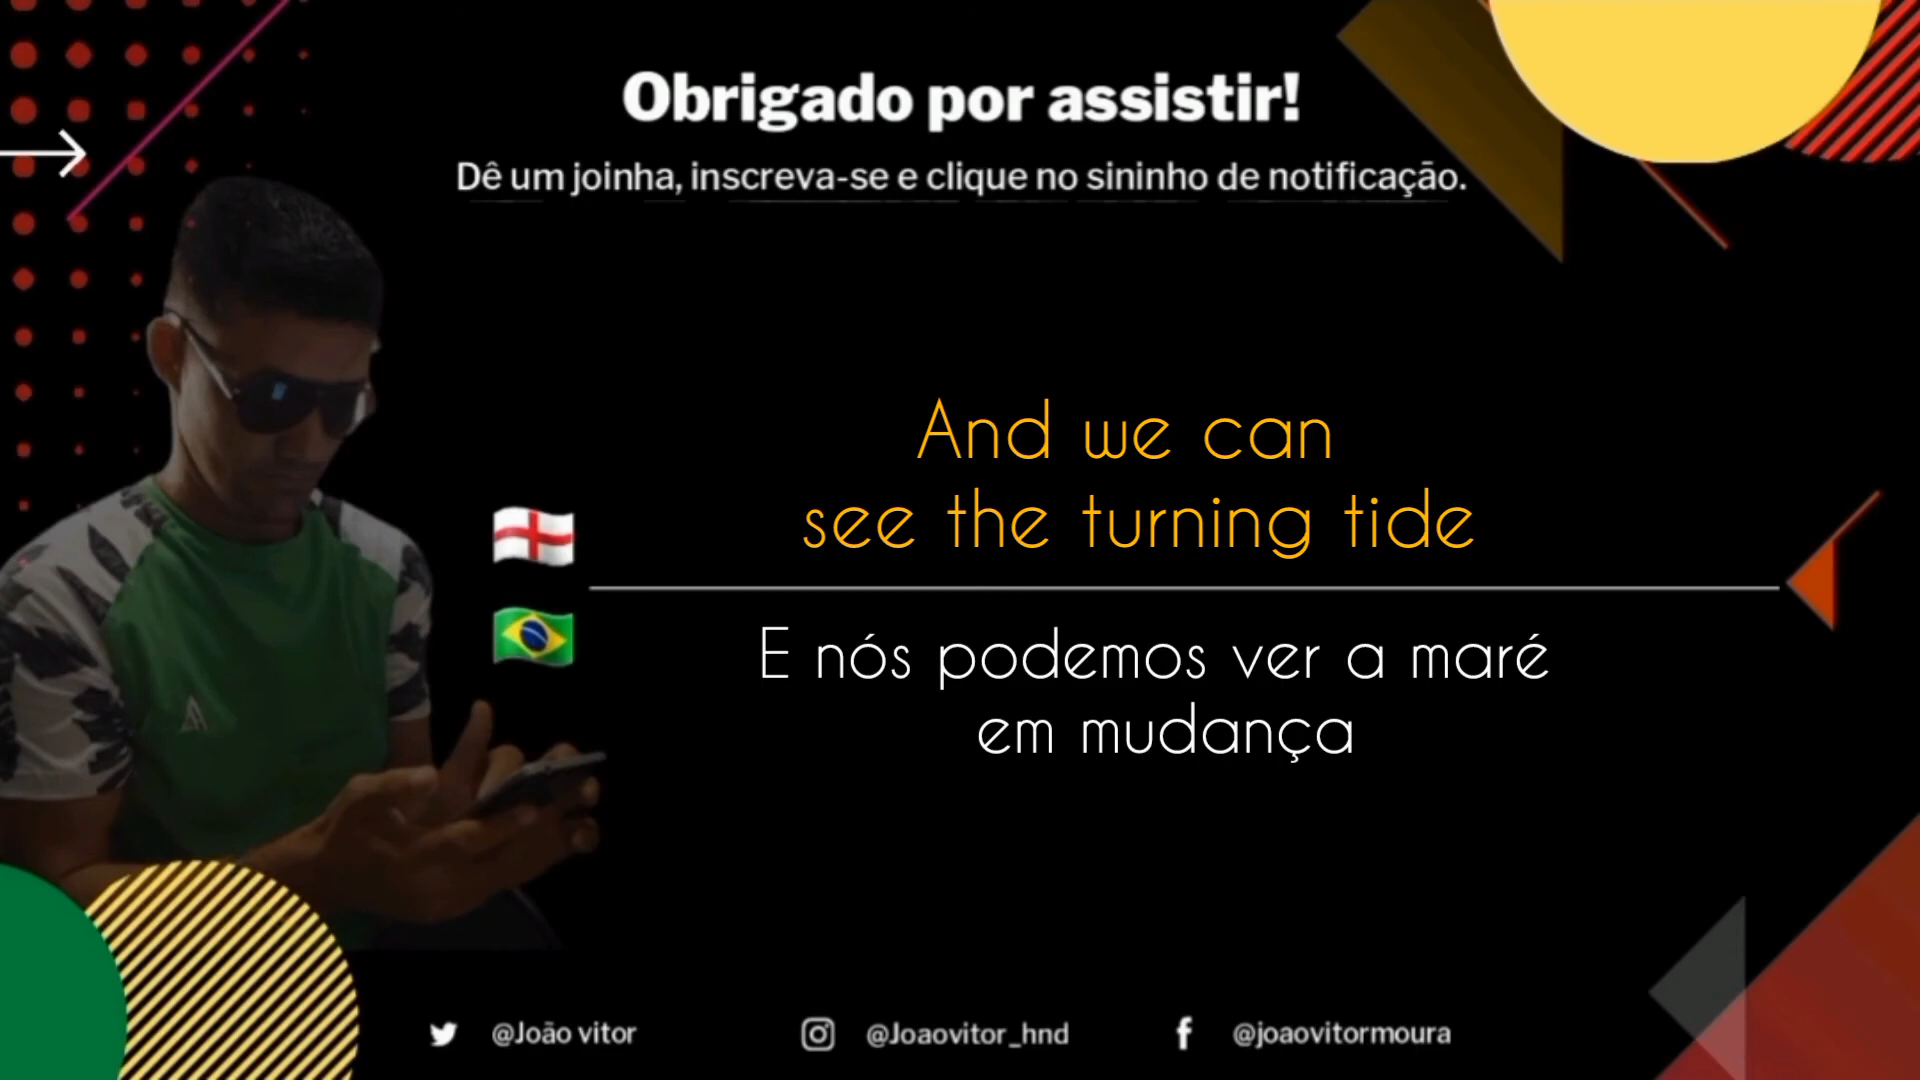 Obrigado por assistir!
Dê um joinha, inscreva-se e clique no sininho de notificação.
And we can
see the turning tide
E nós podemos ver a maré
em mudança
@João vitor
@Joaovitor_hnd
@joaovitormoura